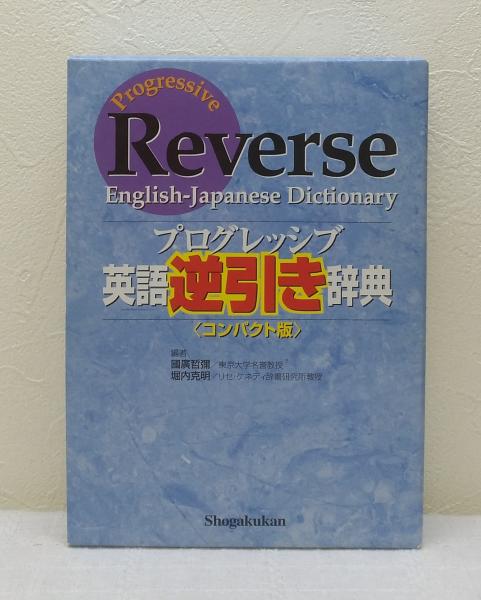 Progressive
Reverse
English-Japanese Dictionary
プログレッシブ
英語逆引き辞典
〈コンパクト版〉
編者
國廣哲彌／東京大学名誉教授
堀内克明／リセ・ケネディ辞書研究所教授
Shogakukan